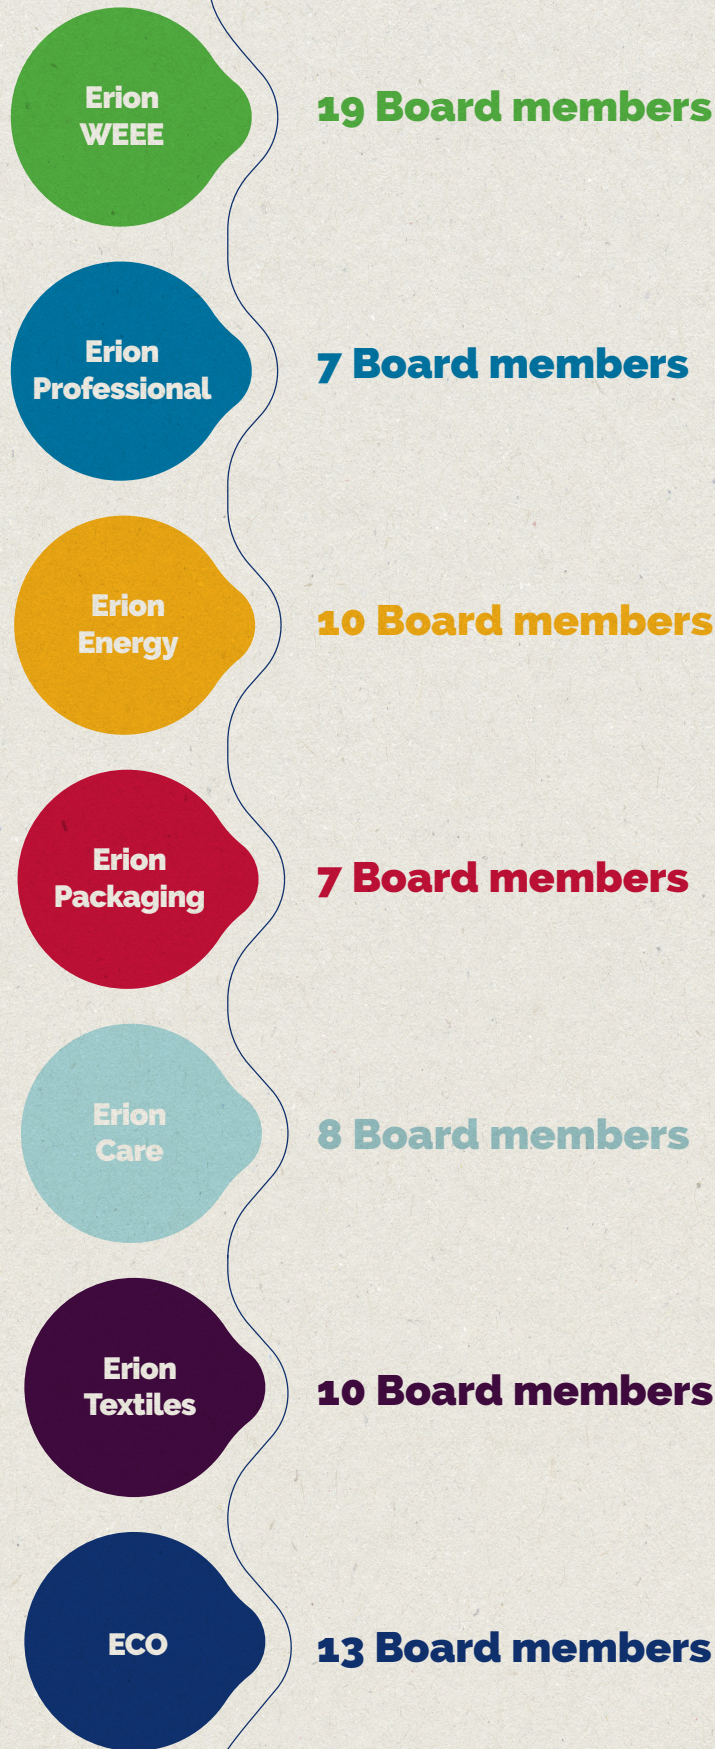 Erion
WEEE
19 Board members
Erion
Professional
7 Board members
Erion
Energy
10 Board members
Erion
Packaging
7 Board members
Erion
Care
8 Board members
Erion
Textiles
10 Board members
ECO
13 Board members